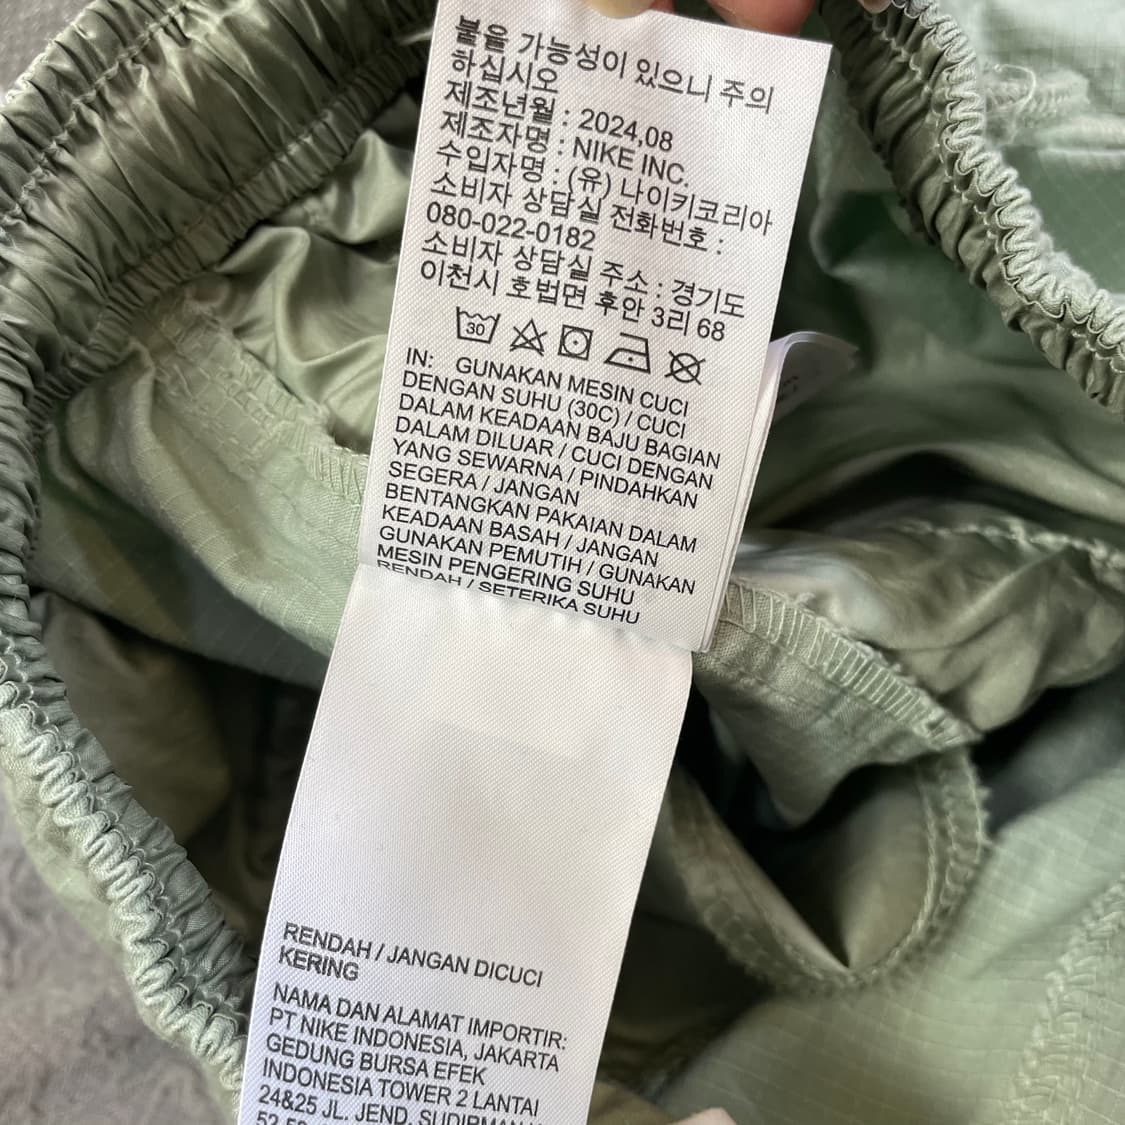 불을 가능성이 있으니 주의
하십시오
제조년월 : 2024,08
제조자명 : NIKE INC.
수입자명 : (유) 나이키코리아
소비자 상담실 전화번호 :
080-022-0182
소비자 상담실 주소 : 경기도
이천시 호법면 후안 3리 68
30
IN: GUNAKAN MESIN CUCI
DENGAN SUHU (30C) / CUCI
DALAM KEADAAN BAJU BAGIAN
DALAM DILUAR / CUCI DENGAN
YANG SEWARNA / PINDAHKAN
SEGERA / JANGAN
BENTANGKAN PAKAIAN DALAM
KEADAAN BASAH / JANGAN
GUNAKAN PEMUTIH / GUNAKAN
MESIN PENGERING SUHU
RENDAH / SETERIKA SUHU
RENDAH / JANGAN DICUCI
KERING
NAMA DAN ALAMAT IMPORTIR:
PT NIKE INDONESIA, JAKARTA
GEDUNG BURSA EFEK
INDONESIA TOWER 2 LANTAI
24&25 JL. JEND. SUDIRMAN